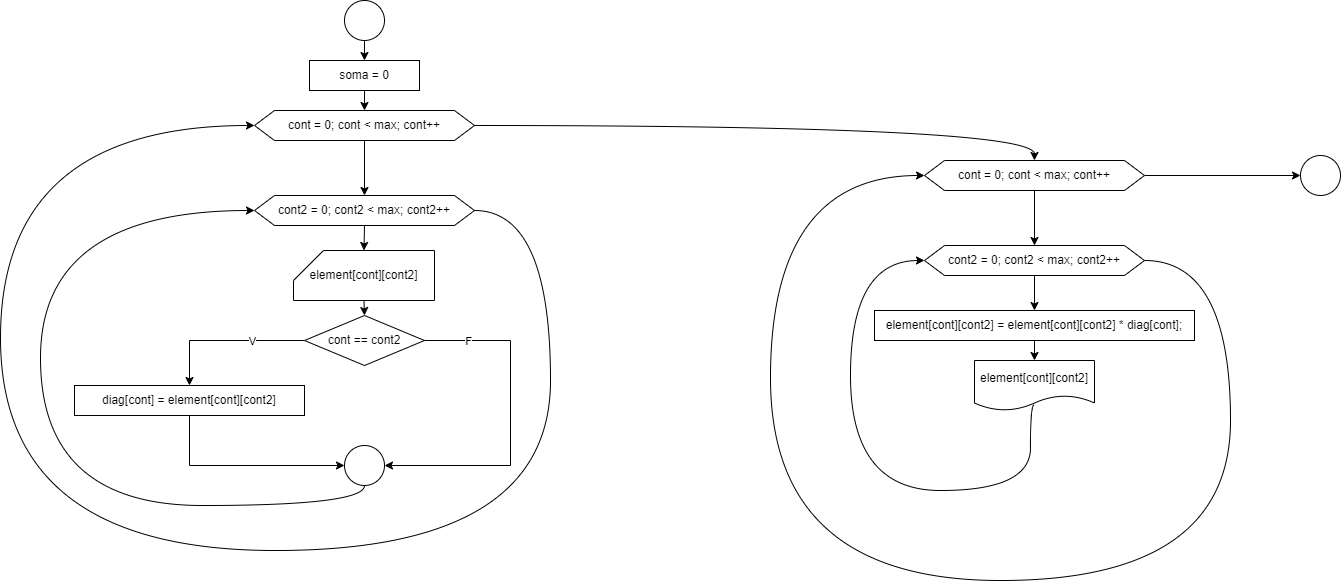 soma = 0
cont = 0; cont < max; cont++
cont2 = 0; cont2 < max; cont2++
element[cont][cont2]
cont == cont2
V
F
diag[cont] = element[cont][cont2]
cont = 0; cont < max; cont++
cont2 = 0; cont2 < max; cont2++
element[cont][cont2] = element[cont][cont2] * diag[cont];
element[cont][cont2]